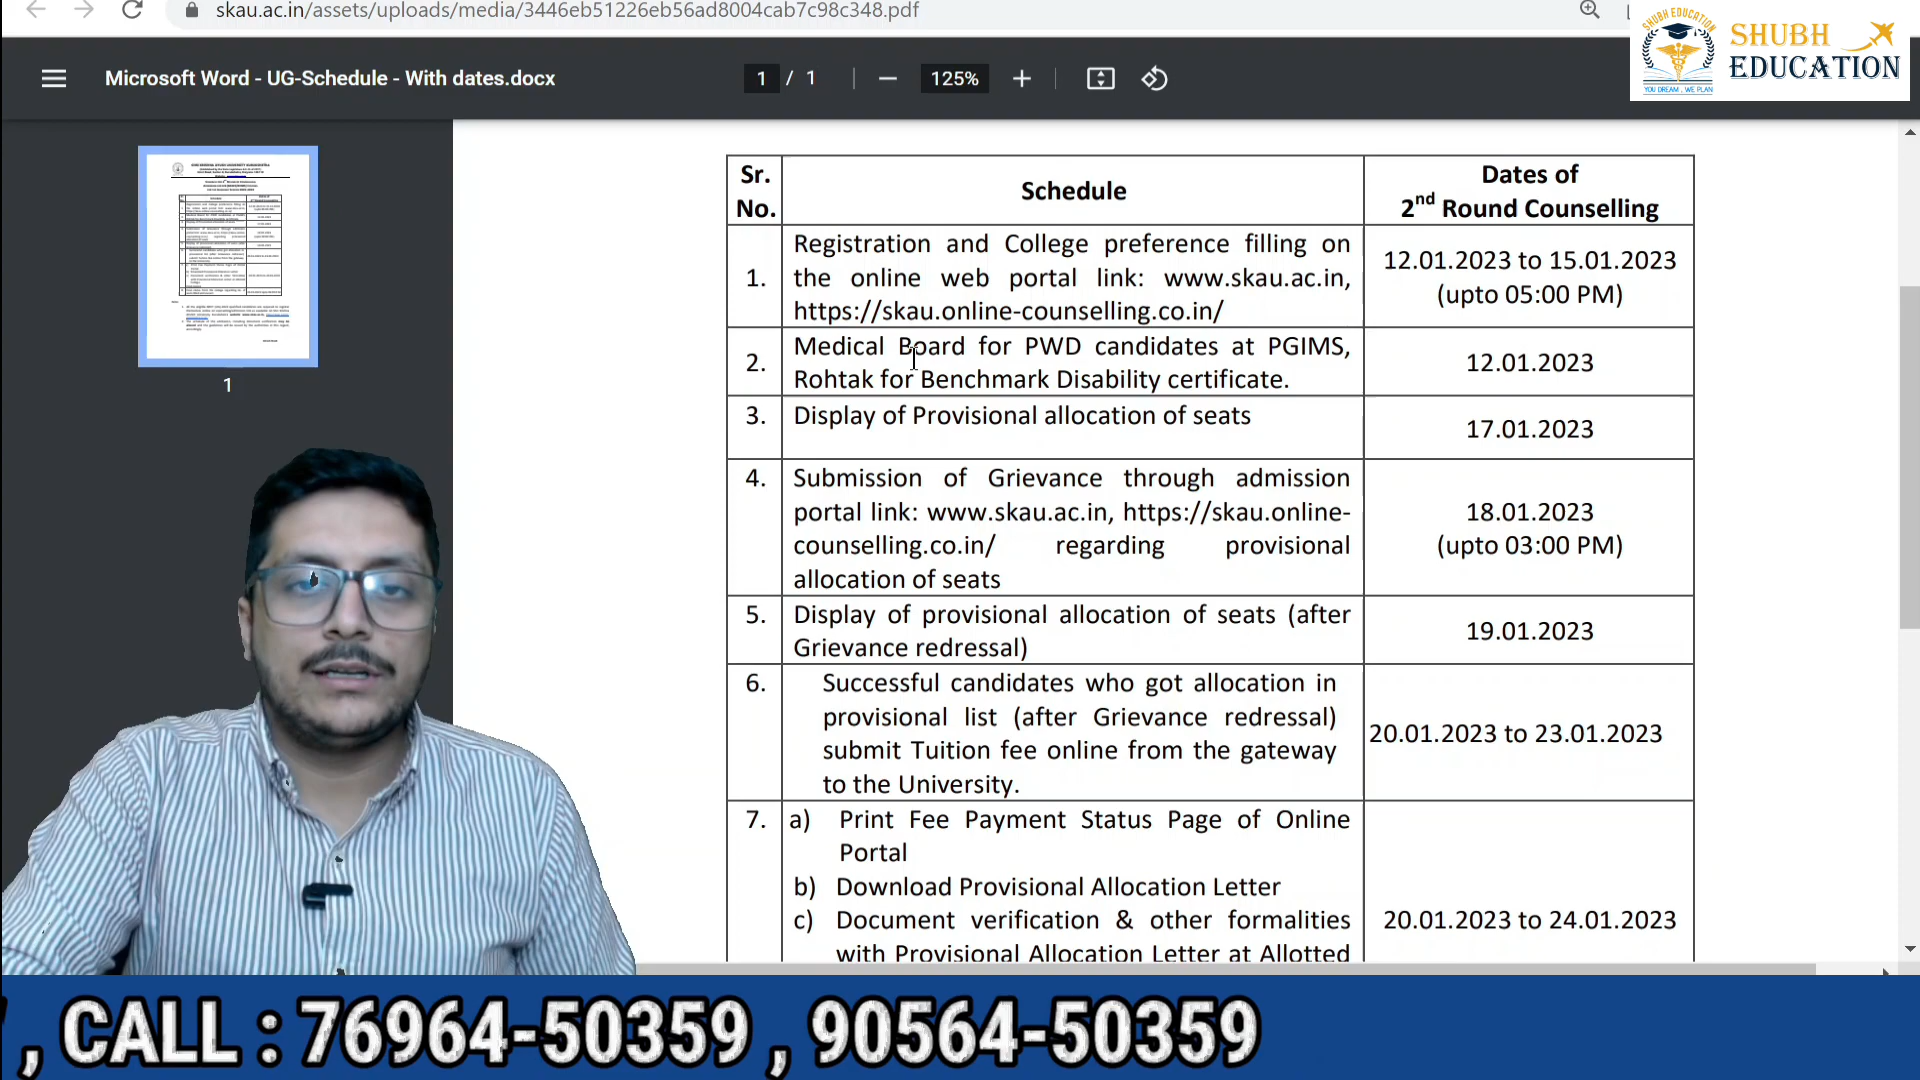 skau.ac.in/assets/uploads/media/3446eb51226eb56ad8004cab7c98c348.pdf
SHUBH EDUCATION
YOU DREAM , WE PLAN
SHUBH
EDUCATION
Microsoft Word - UG-Schedule - With dates.docx
1 / 1
125%
1
Sr. No.
Schedule
Dates of
2nd Round Counselling
1.
Registration and College preference filling on
the online web portal link: www.skau.ac.in,
https://skau.online-counselling.co.in/
12.01.2023 to 15.01.2023
(upto 05:00 PM)
2.
Medical Board for PWD candidates at PGIMS,
Rohtak for Benchmark Disability certificate.
12.01.2023
3.
Display of Provisional allocation of seats
17.01.2023
4.
Submission of Grievance through admission
portal link: www.skau.ac.in, https://skau.online-
counselling.co.in/ regarding provisional
allocation of seats
18.01.2023
(upto 03:00 PM)
5.
Display of provisional allocation of seats (after
Grievance redressal)
19.01.2023
6.
Successful candidates who got allocation in
provisional list (after Grievance redressal)
submit Tuition fee online from the gateway
to the University.
20.01.2023 to 23.01.2023
7.
a) Print Fee Payment Status Page of Online
Portal
b) Download Provisional Allocation Letter
c) Document verification & other formalities
with Provisional Allocation Letter at Allotted
20.01.2023 to 24.01.2023
, CALL : 76964-50359 , 90564-50359